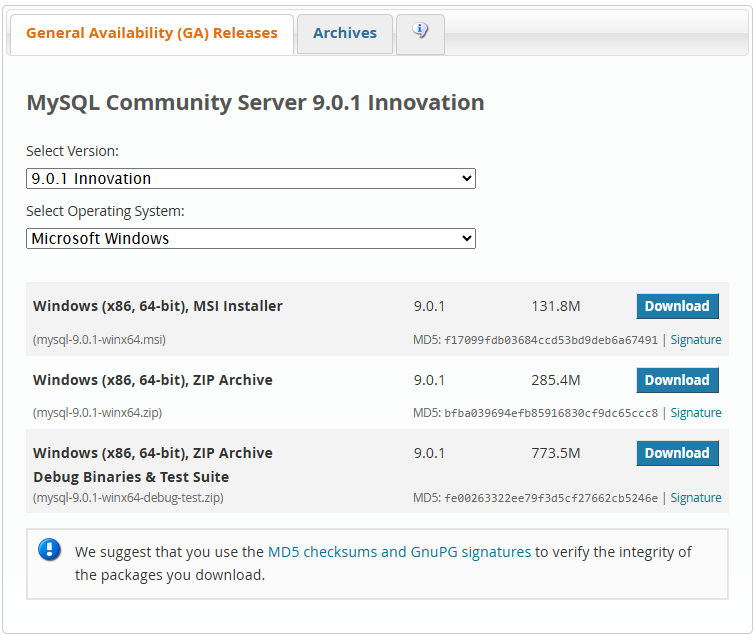 General Availability (GA) Releases Archives
MySQL Community Server 9.0.1 Innovation
Select Version:
9.0.1 Innovation
Select Operating System:
Microsoft Windows
Windows (x86, 64-bit), MSI Installer 9.0.1 131.8M Download
(mysql-9.0.1-winx64.msi) MD5: f17099fdb03684ccd53bd9deb6a67491 | Signature
Windows (x86, 64-bit), ZIP Archive 9.0.1 285.4M Download
(mysql-9.0.1-winx64.zip) MD5: bfba039694efb85916830cf9dc65ccc8 | Signature
Windows (x86, 64-bit), ZIP Archive 9.0.1 773.5M Download
Debug Binaries & Test Suite
(mysql-9.0.1-winx64-debug-test.zip) MD5: fe00263322ee79f3d5cf27662cb5246e | Signature
We suggest that you use the MD5 checksums and GnuPG signatures to verify the integrity of
the packages you download.